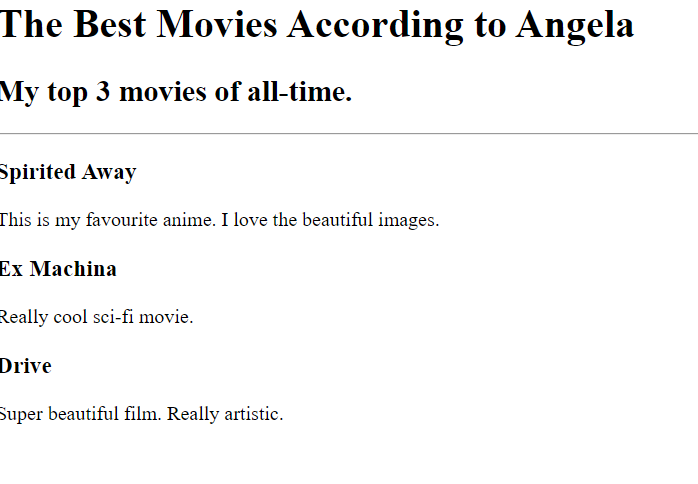 The Best Movies According to Angela
My top 3 movies of all-time.
Spirited Away
This is my favourite anime. I love the beautiful images.
Ex Machina
Really cool sci-fi movie.
Drive
Super beautiful film. Really artistic.